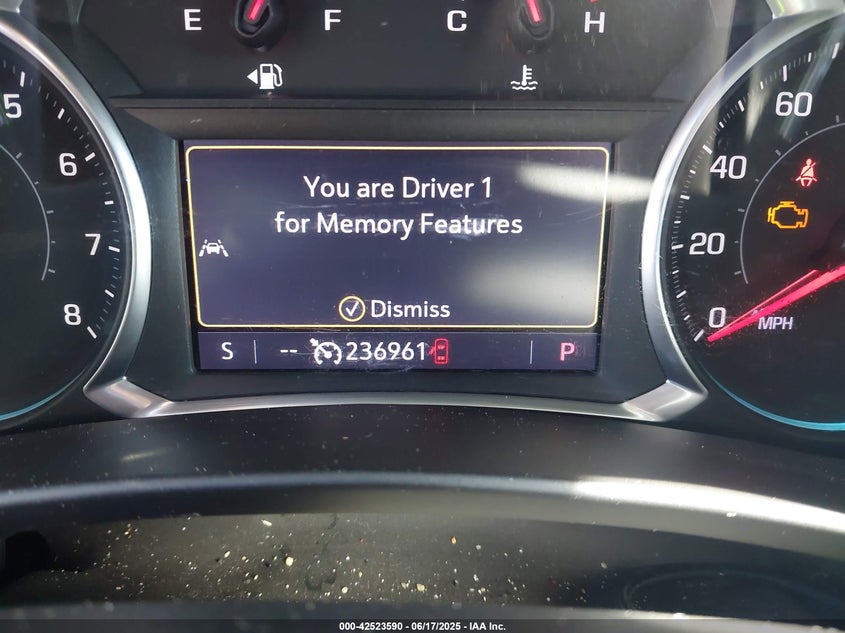 E F C H
5
6
7
8
60
40
20
0
MPH
You are Driver 1
for Memory Features
Dismiss
S -- 236961 P
000-42523590 - 06/17/2025 - IAA Inc.